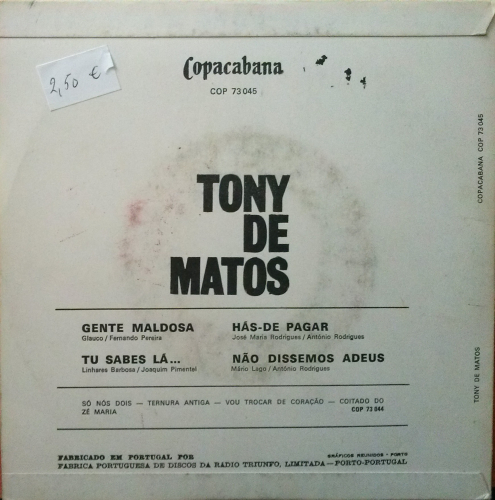 2,50 €
Copacabana
COP 73 045
COPACABANA COP 73 045
TONY
DE
MATOS
GENTE MALDOSA
Glauco / Fernando Pereira
HÁS-DE PAGAR
José Maria Rodrigues / António Rodrigues
TU SABES LÁ...
Linhares Barbosa / Joaquim Pimentel
NÃO DISSEMOS ADEUS
Mário Lago / António Rodrigues
TONY DE MATOS
SÓ NÓS DOIS — TERNURA ANTIGA — VOU TROCAR DE CORAÇÃO — COITADO DO
ZÉ MARIA COP 73 044
FABRICADO EM PORTUGAL POR
GRÁFICOS REUNIDOS - PORTO
FABRICA PORTUGUESA DE DISCOS DA RADIO TRIUNFO, LIMITADA—PORTO-PORTUGAL